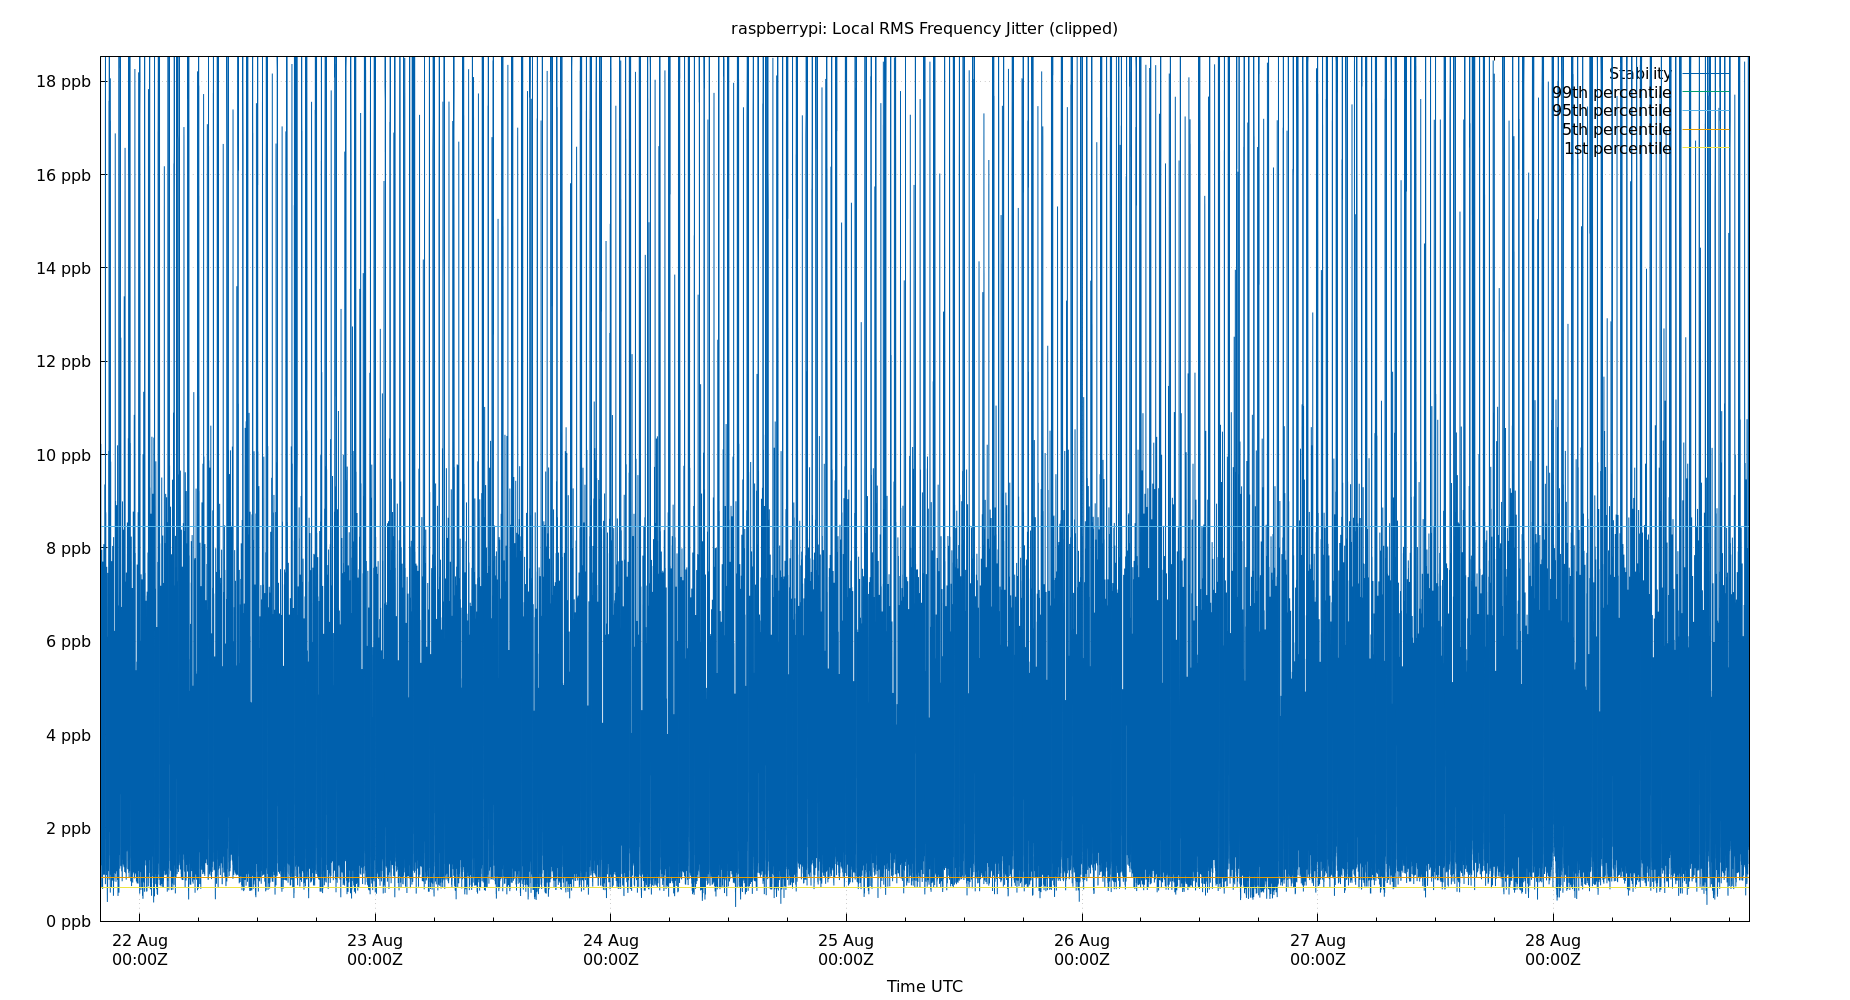 raspberrypi: Local RMS Frequency Jitter (clipped)
18 ppb
16 ppb
14 ppb
12 ppb
10 ppb
8 ppb
6 ppb
4 ppb
2 ppb
0 ppb
Stability
99th percentile
95th percentile
5th percentile
1st percentile
22 Aug 23 Aug 24 Aug 25 Aug 26 Aug 27 Aug 28 Aug
00:00Z 00:00Z 00:00Z 00:00Z 00:00Z 00:00Z 00:00Z
Time UTC